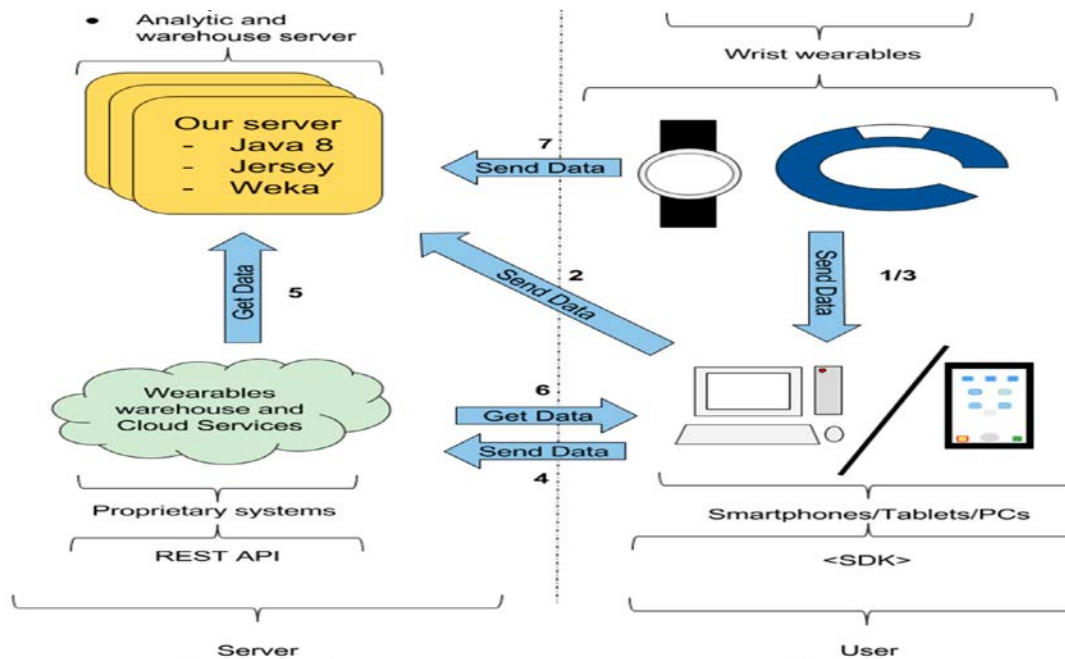 • Analytic and
warehouse server
Our server
- Java 8
- Jersey
- Weka
Wrist wearables
7
Send Data
2
Send Data
1/3
Send Data
5
Get Data
Wearables
warehouse and
Cloud Services
6
Get Data
Send Data
4
Proprietary systems
REST API
Smartphones/Tablets/PCs
<SDK>
Server
User